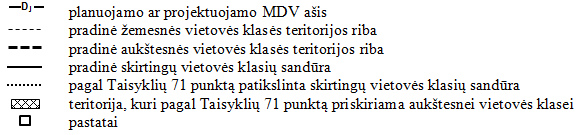 D_J planuojamo ar projektuojamo MDV ašis
pradinė žemesnės vietovės klasės teritorijos riba
pradinė aukštesnės vietovės klasės teritorijos riba
pradinė skirtingų vietovės klasių sandūra
pagal Taisyklių 71 punktą patikslinta skirtingų vietovės klasių sandūra
teritorija, kuri pagal Taisyklių 71 punktą priskiriama aukštesnei vietovės klasei
pastatai